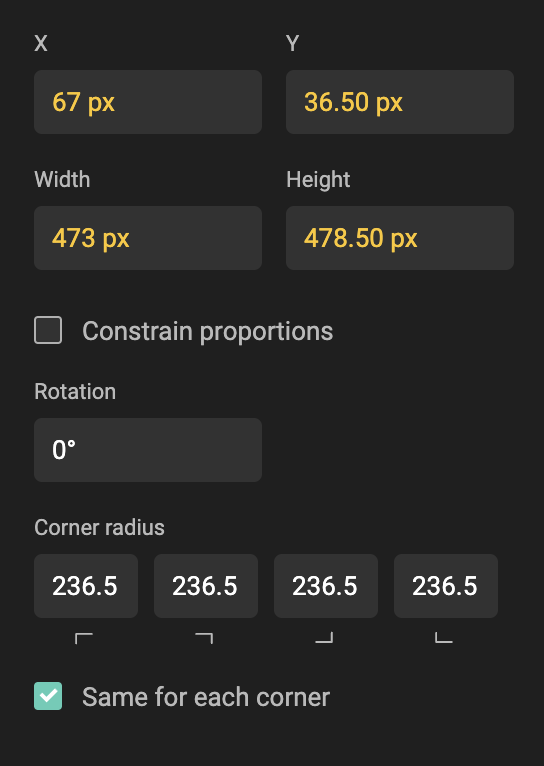 X Y
67 px 36.50 px
Width Height
473 px 478.50 px
Constrain proportions
Rotation
0°
Corner radius
236.5 236.5 236.5 236.5
Same for each corner